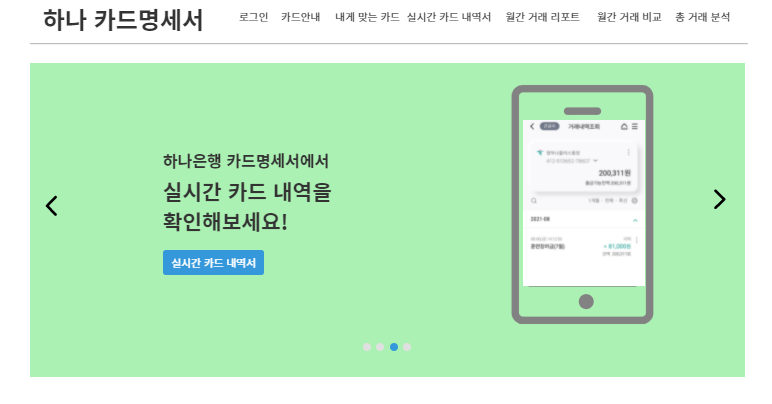 하나 카드명세서
로그인 카드안내 내게 맞는 카드 실시간 카드 내역서 월간 거래 리포트 월간 거래 비교 총 거래 분석
하나은행 카드명세서에서
실시간 카드 내역을
확인해보세요!
실시간 카드 내역서
거래내역조회
200,311원
2021-08
+ 81,000원